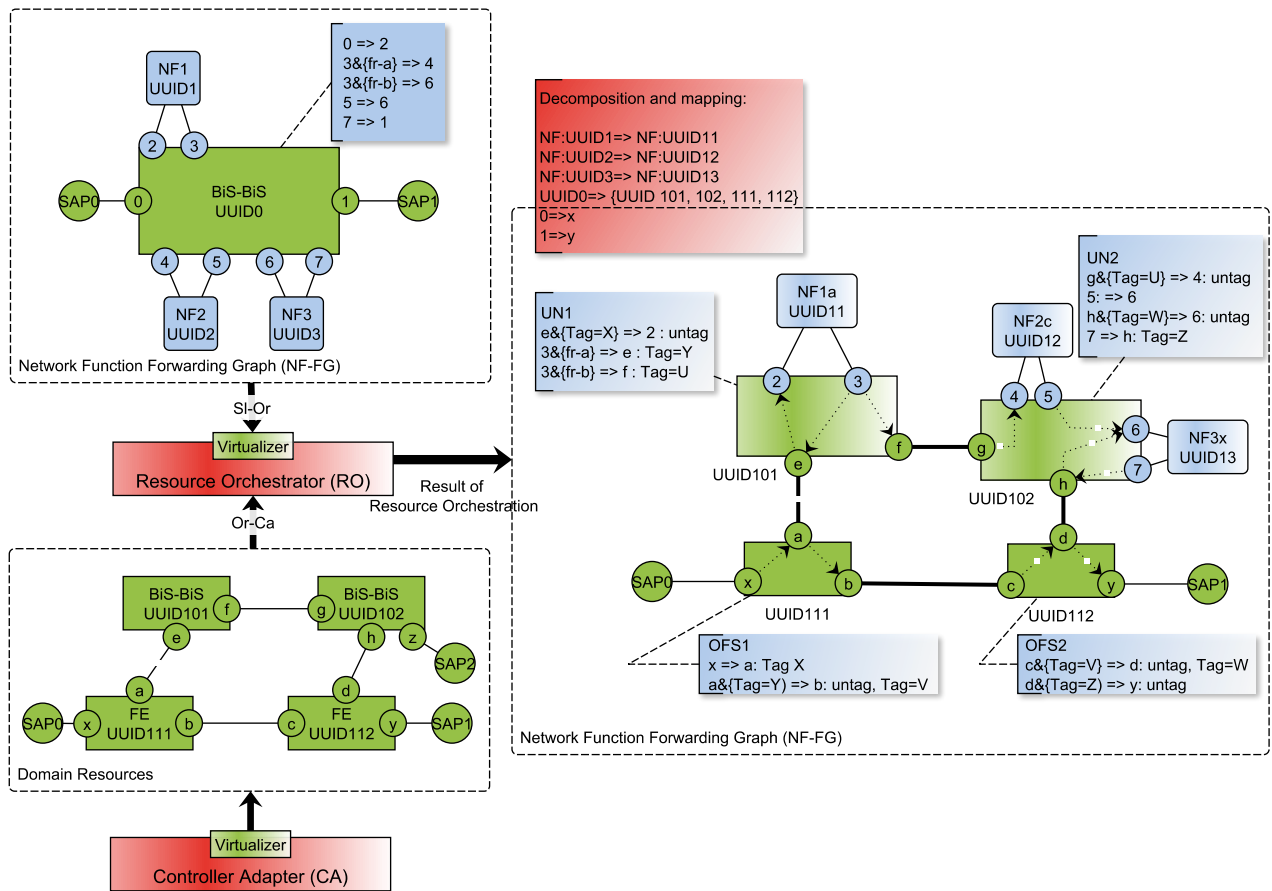 0 => 2
3&{fr-a} => 4
3&{fr-b} => 6
5 => 6
7 => 1
NF1
UUID1
2
3
SAP0
0
BiS-BiS
UUID0
1
SAP1
4
5
6
7
NF2
UUID2
NF3
UUID3
Network Function Forwarding Graph (NF-FG)
Sl-Or
Virtualizer
Resource Orchestrator (RO)
Result of
Resource Orchestration
Or-Ca
BiS-BiS
UUID101
f
g
BiS-BiS
UUID102
e
h
z
SAP2
a
d
SAP0
x
FE
UUID111
b
c
FE
UUID112
y
SAP1
Domain Resources
Virtualizer
Controller Adapter (CA)
Decomposition and mapping:
NF:UUID1=> NF:UUID11
NF:UUID2=> NF:UUID12
NF:UUID3=> NF:UUID13
UUID0=> {UUID 101, 102, 111, 112}
0=>x
1=>y
UN1
e&{Tag=X} => 2 : untag
3&{fr-a} => e : Tag=Y
3&{fr-b} => f : Tag=U
NF1a
UUID11
NF2c
UUID12
UN2
g&{Tag=U} => 4: untag
5: => 6
h&{Tag=W}=> 6: untag
7 => h: Tag=Z
2
3
4
5
6
7
NF3x
UUID13
f
g
e
h
UUID101
UUID102
a
d
SAP0
x
b
c
y
SAP1
UUID111
UUID112
OFS1
x => a: Tag X
a&{Tag=Y) => b: untag, Tag=V
OFS2
c&{Tag=V} => d: untag, Tag=W
d&{Tag=Z) => y: untag
Network Function Forwarding Graph (NF-FG)